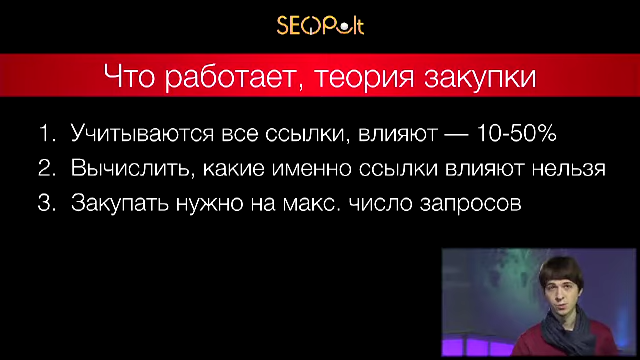 SEOPult
Что работает, теория закупки
1. Учитываются все ссылки, влияют — 10-50%
2. Вычислить, какие именно ссылки влияют нельзя
3. Закупать нужно на макс. число запросов